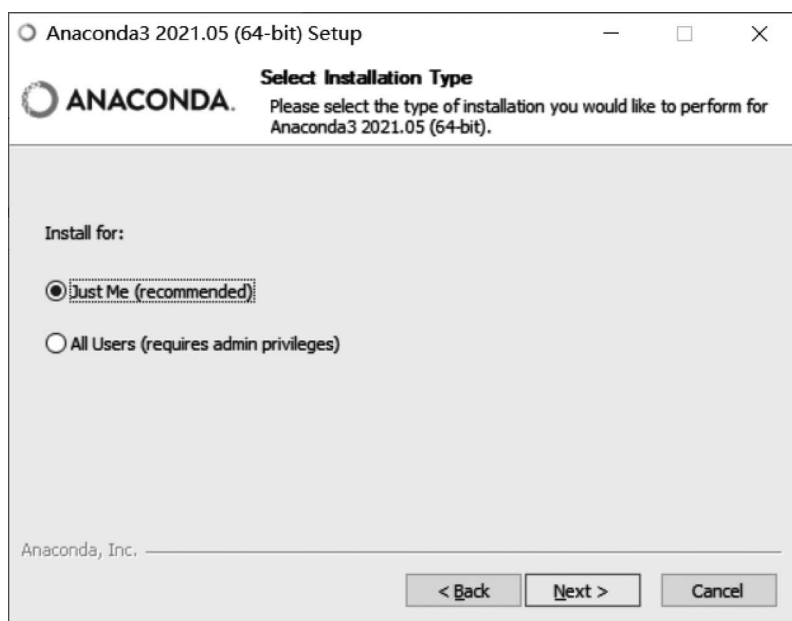 Anaconda3 2021.05 (64-bit) Setup
ANACONDA.
Select Installation Type
Please select the type of installation you would like to perform for
Anaconda3 2021.05 (64-bit).
Install for:
Just Me (recommended)
All Users (requires admin privileges)
Anaconda, Inc.
< Back
Next >
Cancel